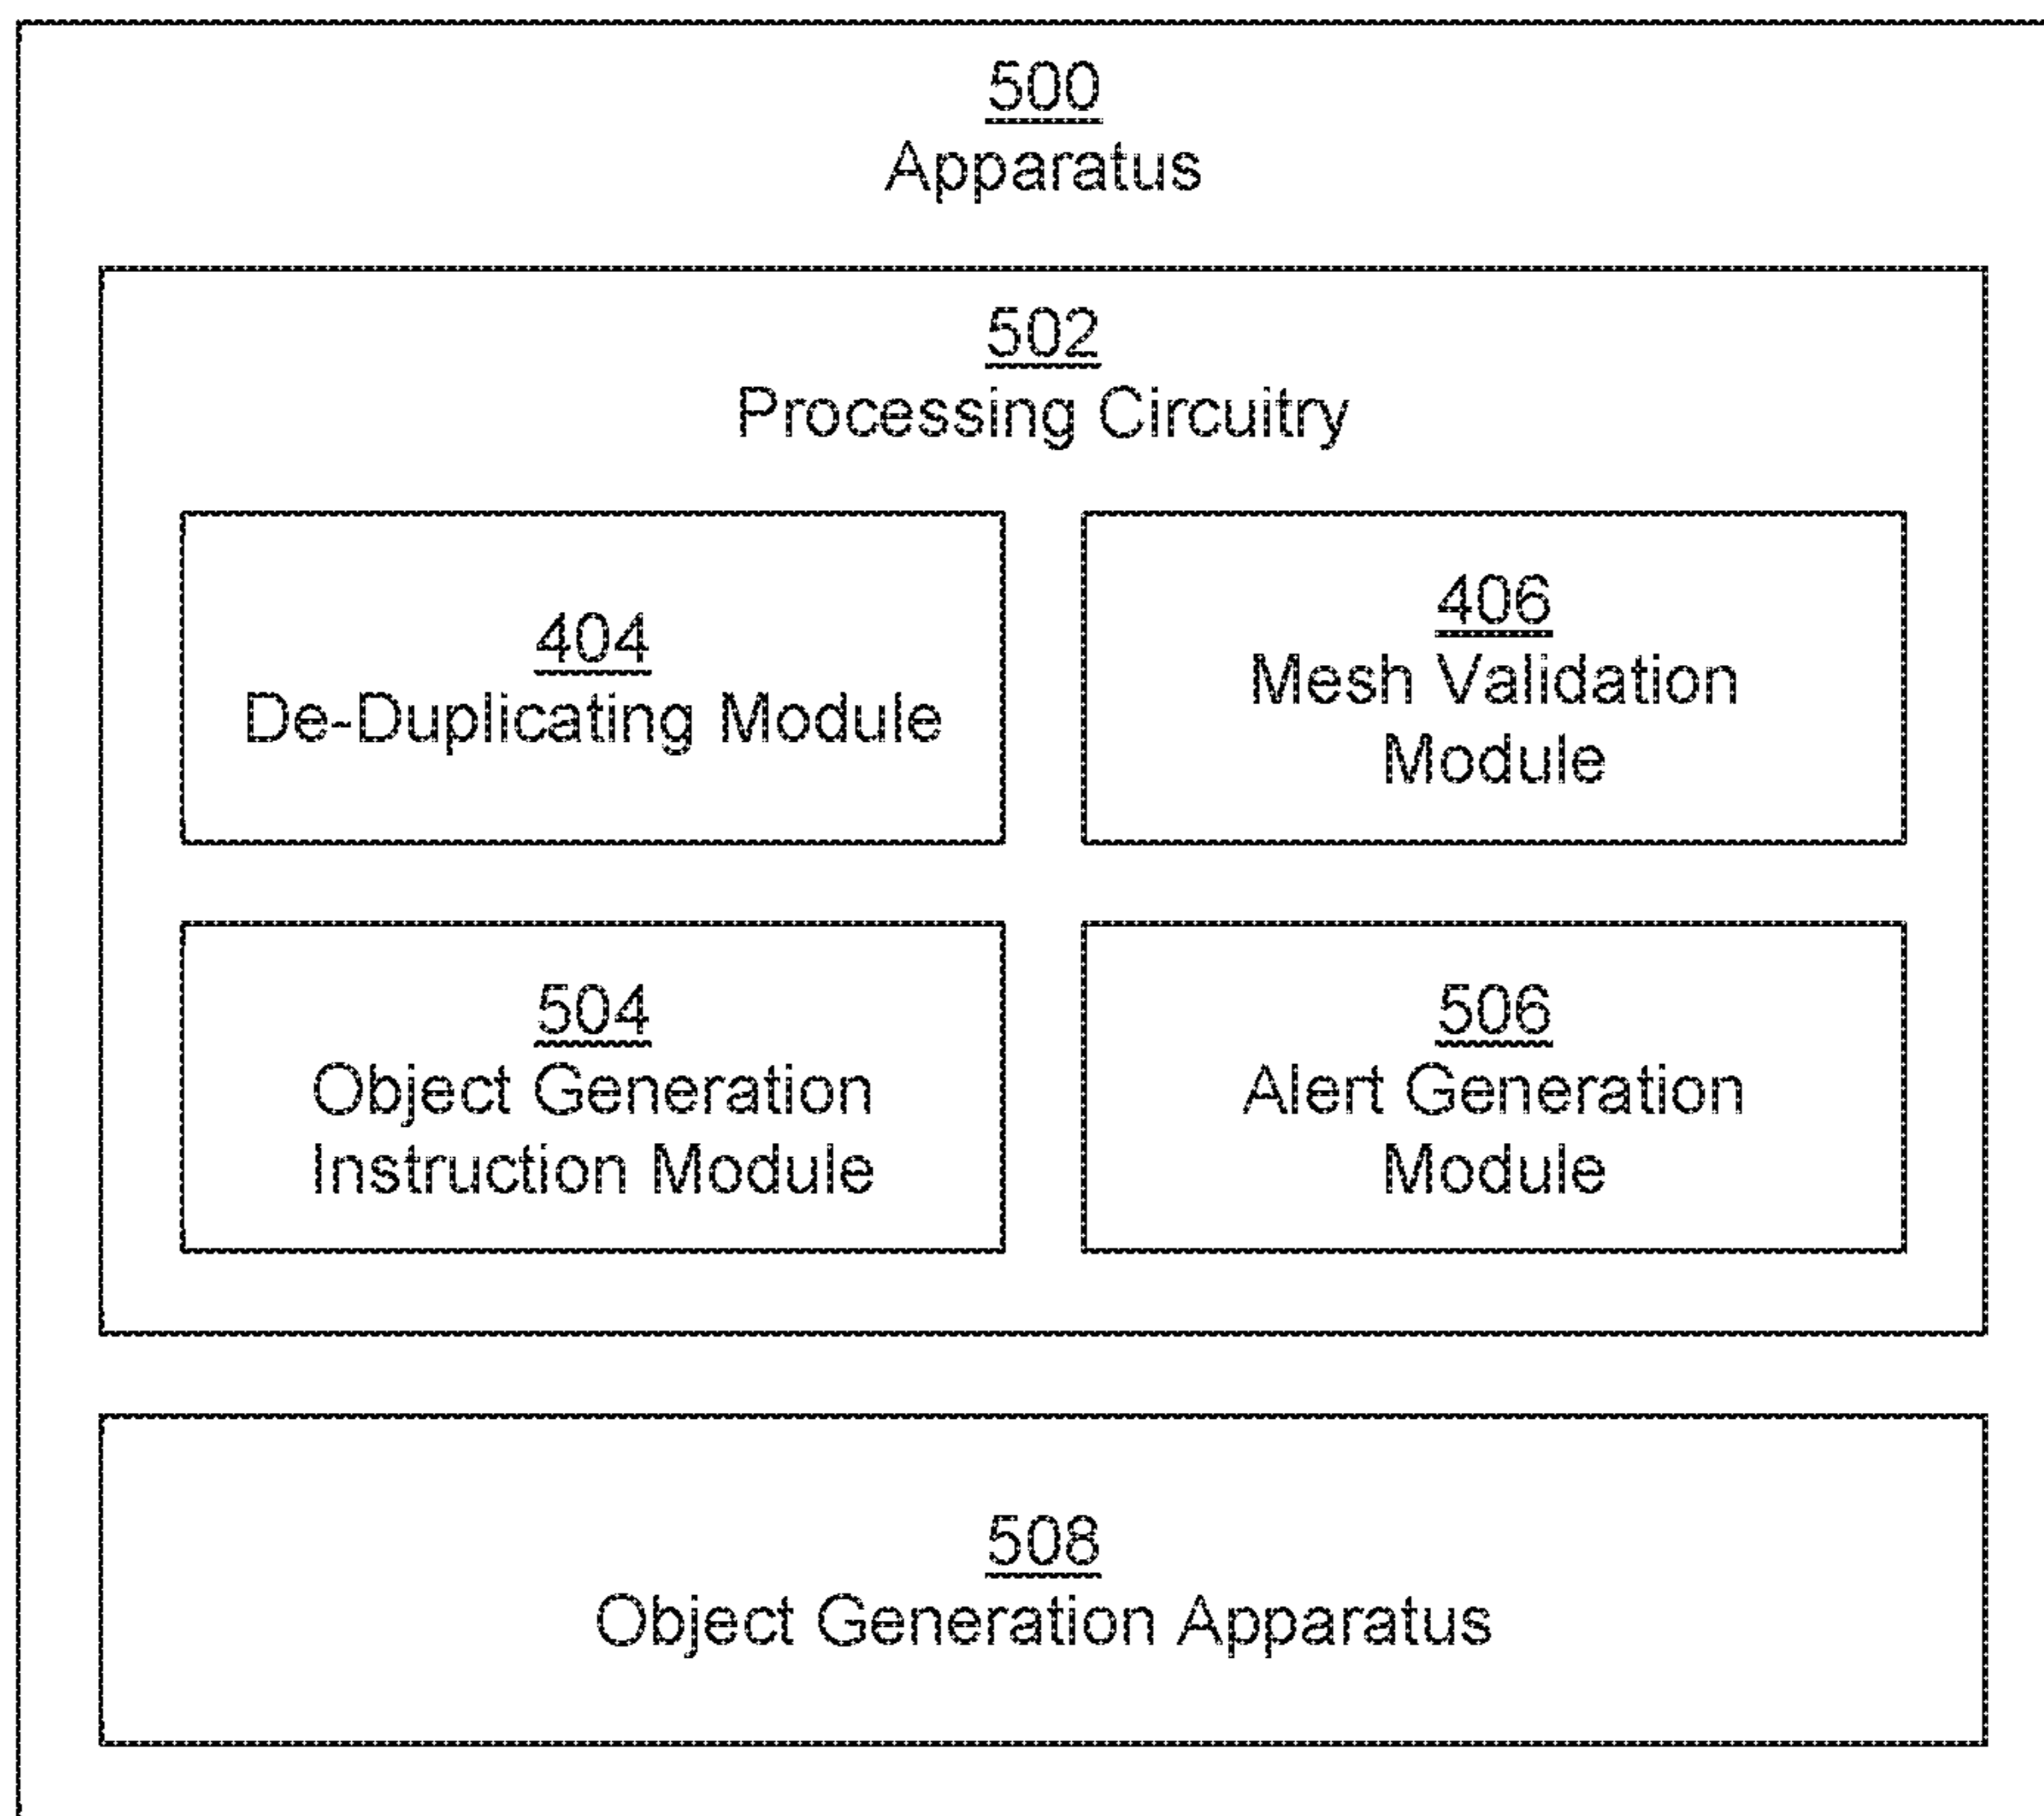 500
Apparatus
502
Processing Circuitry
404
De-Duplicating Module
406
Mesh Validation
Module
504
Object Generation
Instruction Module
506
Alert Generation
Module
508
Object Generation Apparatus